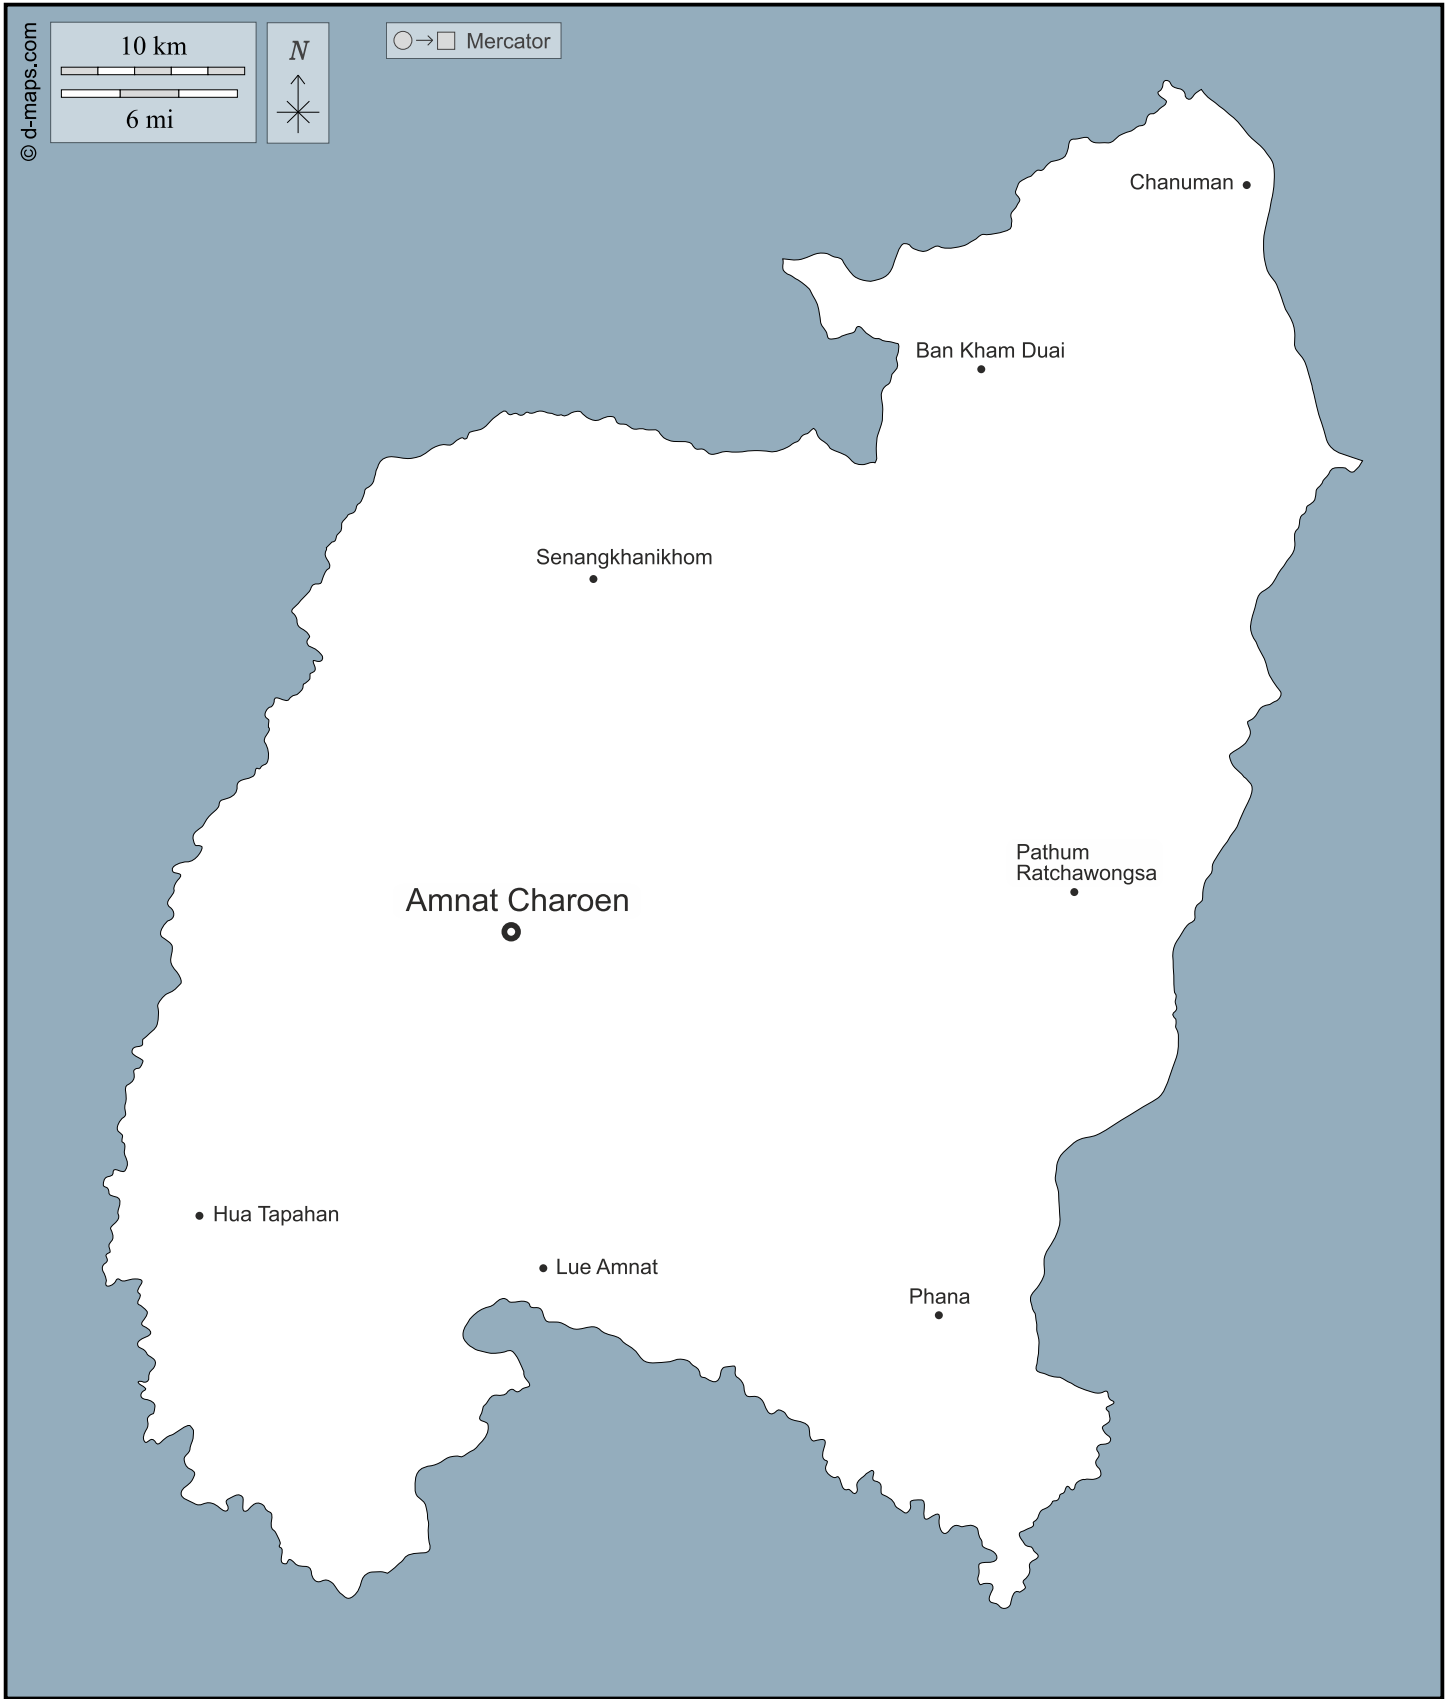 © d-maps.com
10 km
6 mi
N
Mercator
Chanuman
Ban Kham Duai
Senangkhanikhom
Pathum
Ratchawongsa
Amnat Charoen
Hua Tapahan
Lue Amnat
Phana